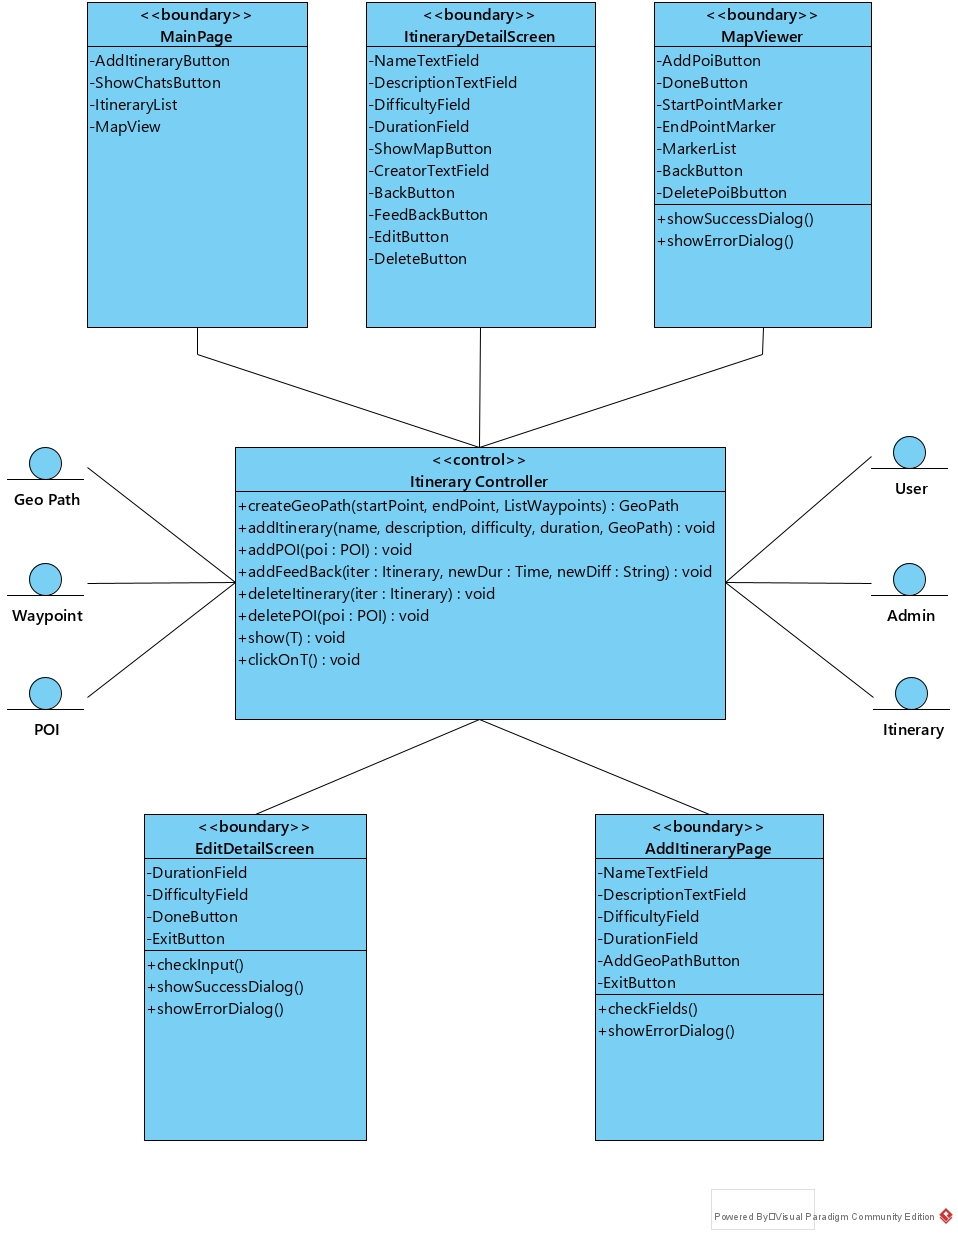 <<boundary>>
MainPage
-AddItineraryButton
-ShowChatsButton
-ItineraryList
-MapView
<<boundary>>
ItineraryDetailScreen
-NameTextField
-DescriptionTextField
-DifficultyField
-DurationField
-ShowMapButton
-CreatorTextField
-BackButton
-FeedBackButton
-EditButton
-DeleteButton
<<boundary>>
MapViewer
-AddPoiButton
-DoneButton
-StartPointMarker
-EndPointMarker
-MarkerList
-BackButton
-DeletePoiBbutton
+showSuccessDialog()
+showErrorDialog()
Geo Path
Waypoint
POI
<<control>>
Itinerary Controller
+createGeoPath(startPoint, endPoint, ListWaypoints) : GeoPath
+addItinerary(name, description, difficulty, duration, GeoPath) : void
+addPOI(poi : POI) : void
+addFeedBack(iter : Itinerary, newDur : Time, newDiff : String) : void
+deleteItinerary(iter : Itinerary) : void
+deletePOI(poi : POI) : void
+show(T) : void
+clickOnT() : void
User
Admin
Itinerary
<<boundary>>
EditDetailScreen
-DurationField
-DifficultyField
-DoneButton
-ExitButton
+checkInput()
+showSuccessDialog()
+showErrorDialog()
<<boundary>>
AddItineraryPage
-NameTextField
-DescriptionTextField
-DifficultyField
-DurationField
-AddGeoPathButton
-ExitButton
+checkFields()
+showErrorDialog()
Powered By□Visual Paradigm Community Edition